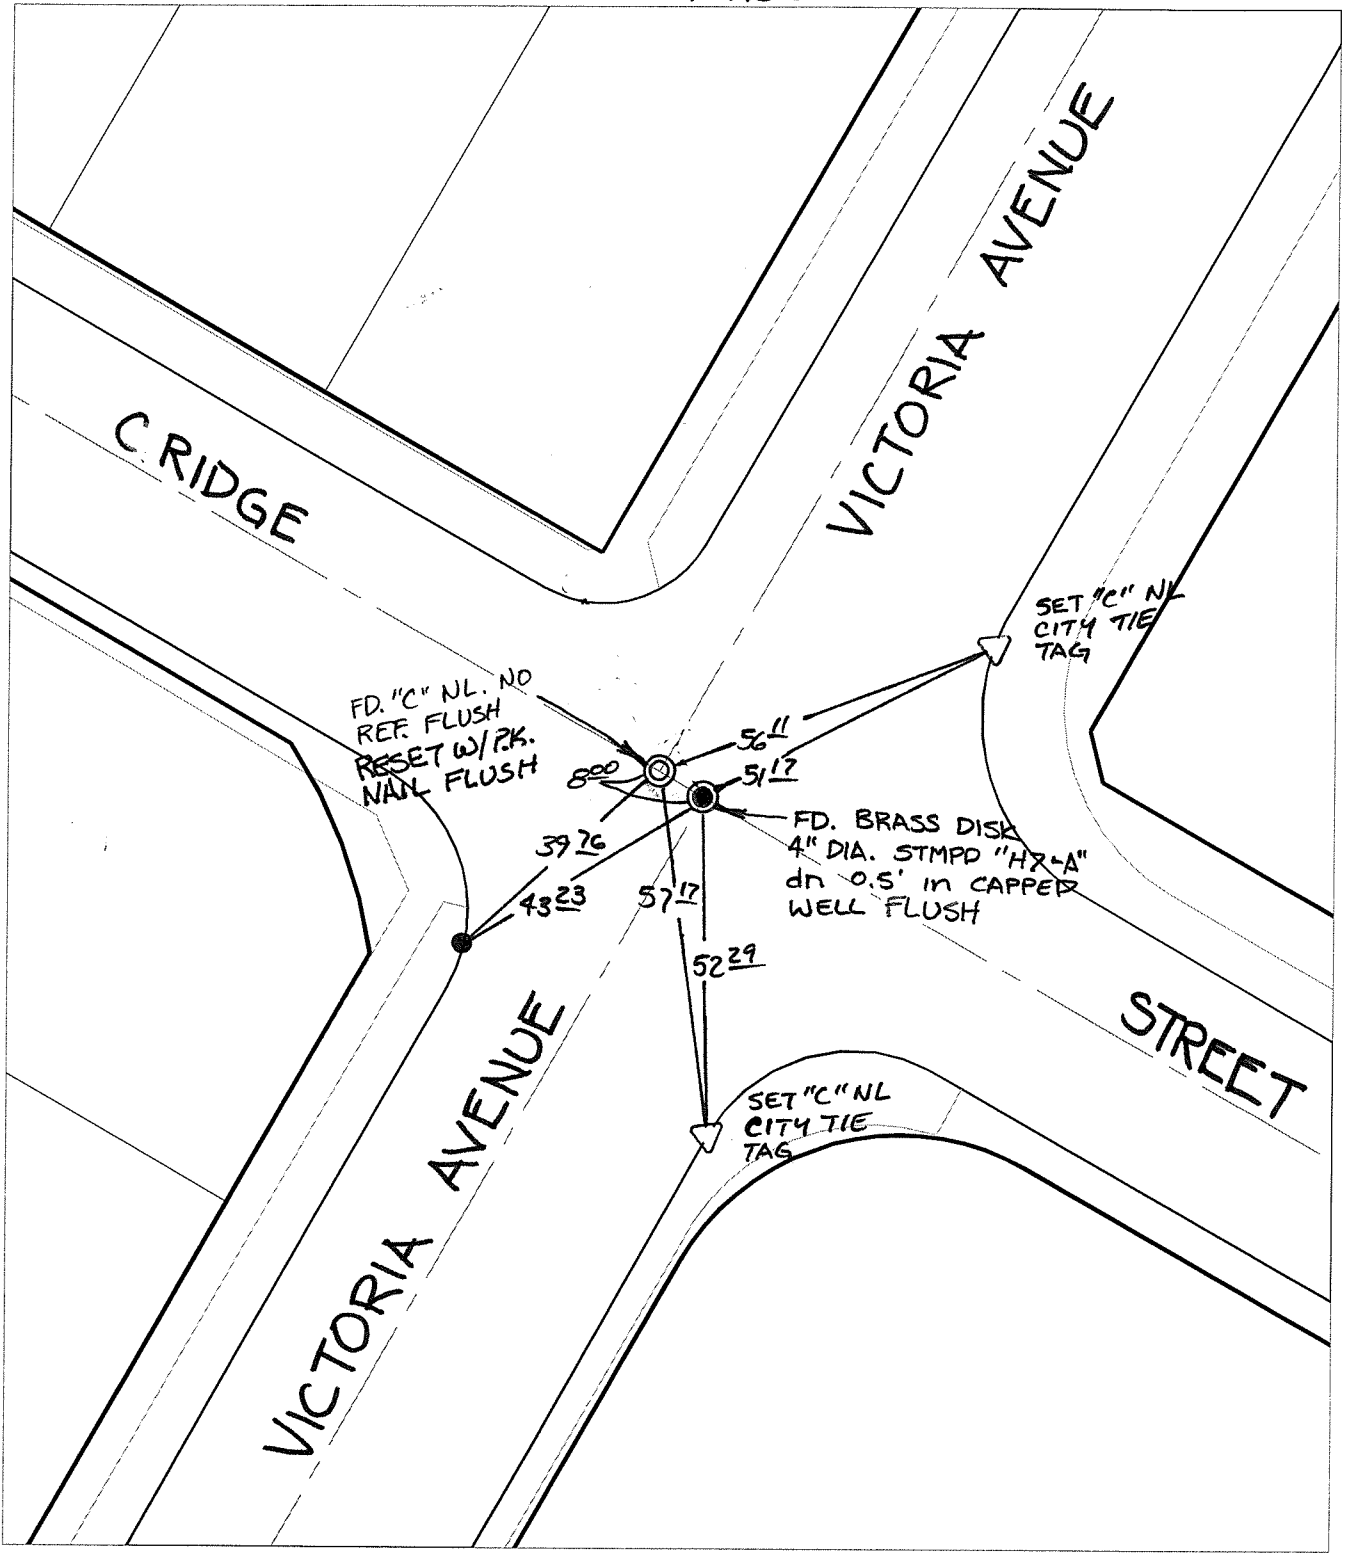 VICTORIA AVENUE
C. RIDGE
SET "C" NL
CITY TIE
TAG
FD. "C" NL. NO
REF. FLUSH
RESET W/P.K.
NAIL FLUSH
56 11
51 17
8 00
FD. BRASS DISK
4" DIA. STMPD "H7-A"
dn 0.5' in CAPPED
WELL FLUSH
39 76
43 23
57 17
52 29
STREET
SET "C" NL
CITY TIE
TAG
VICTORIA AVENUE